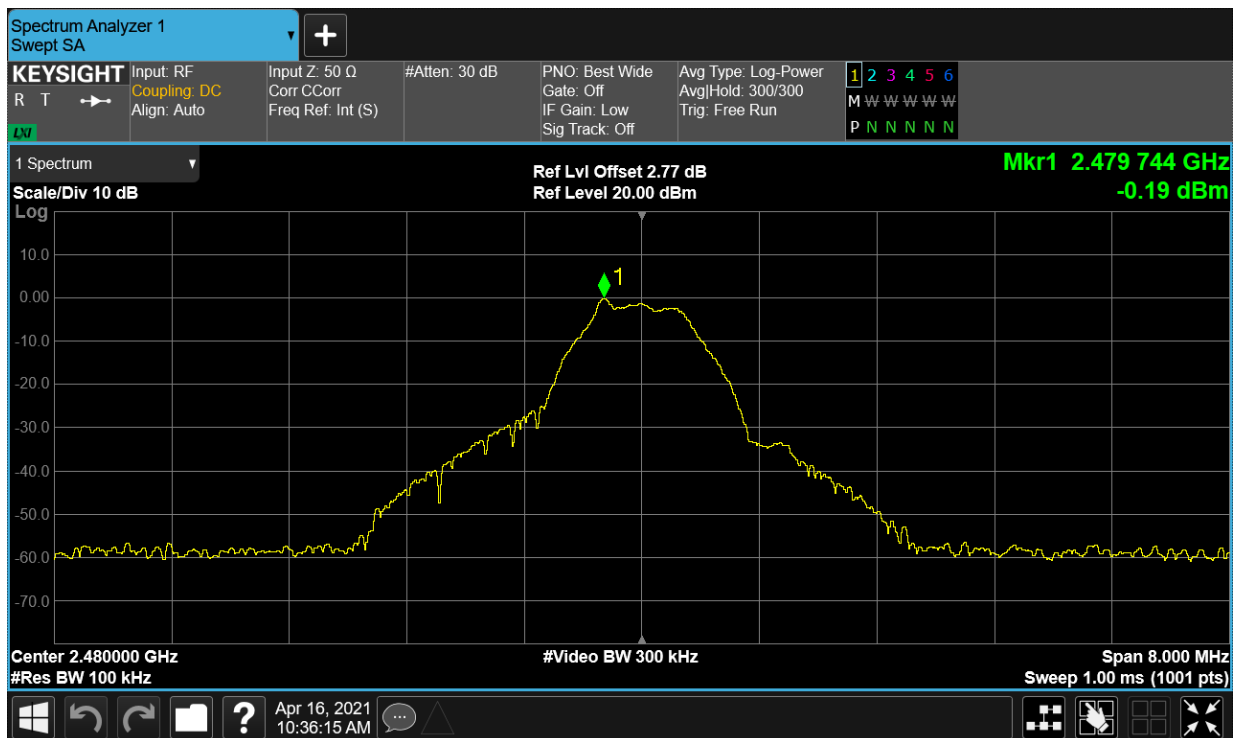 Spectrum Analyzer 1
Swept SA
KEYSIGHT
R T
LXI
Input: RF
Coupling: DC
Align: Auto
Input Z: 50 Ω
Corr CCorr
Freq Ref: Int (S)
#Atten: 30 dB
PNO: Best Wide
Gate: Off
IF Gain: Low
Sig Track: Off
Avg Type: Log-Power
Avg|Hold: 300/300
Trig: Free Run
1 2 3 4 5 6
M W W W W W
P N N N N N
1 Spectrum
Scale/Div 10 dB
Log
Ref Lvl Offset 2.77 dB
Ref Level 20.00 dBm
Mkr1 2.479 744 GHz
-0.19 dBm
1
10.0
0.00
-10.0
-20.0
-30.0
-40.0
-50.0
-60.0
-70.0
Center 2.480000 GHz
#Res BW 100 kHz
#Video BW 300 kHz
Span 8.000 MHz
Sweep 1.00 ms (1001 pts)
?
Apr 16, 2021
10:36:15 AM